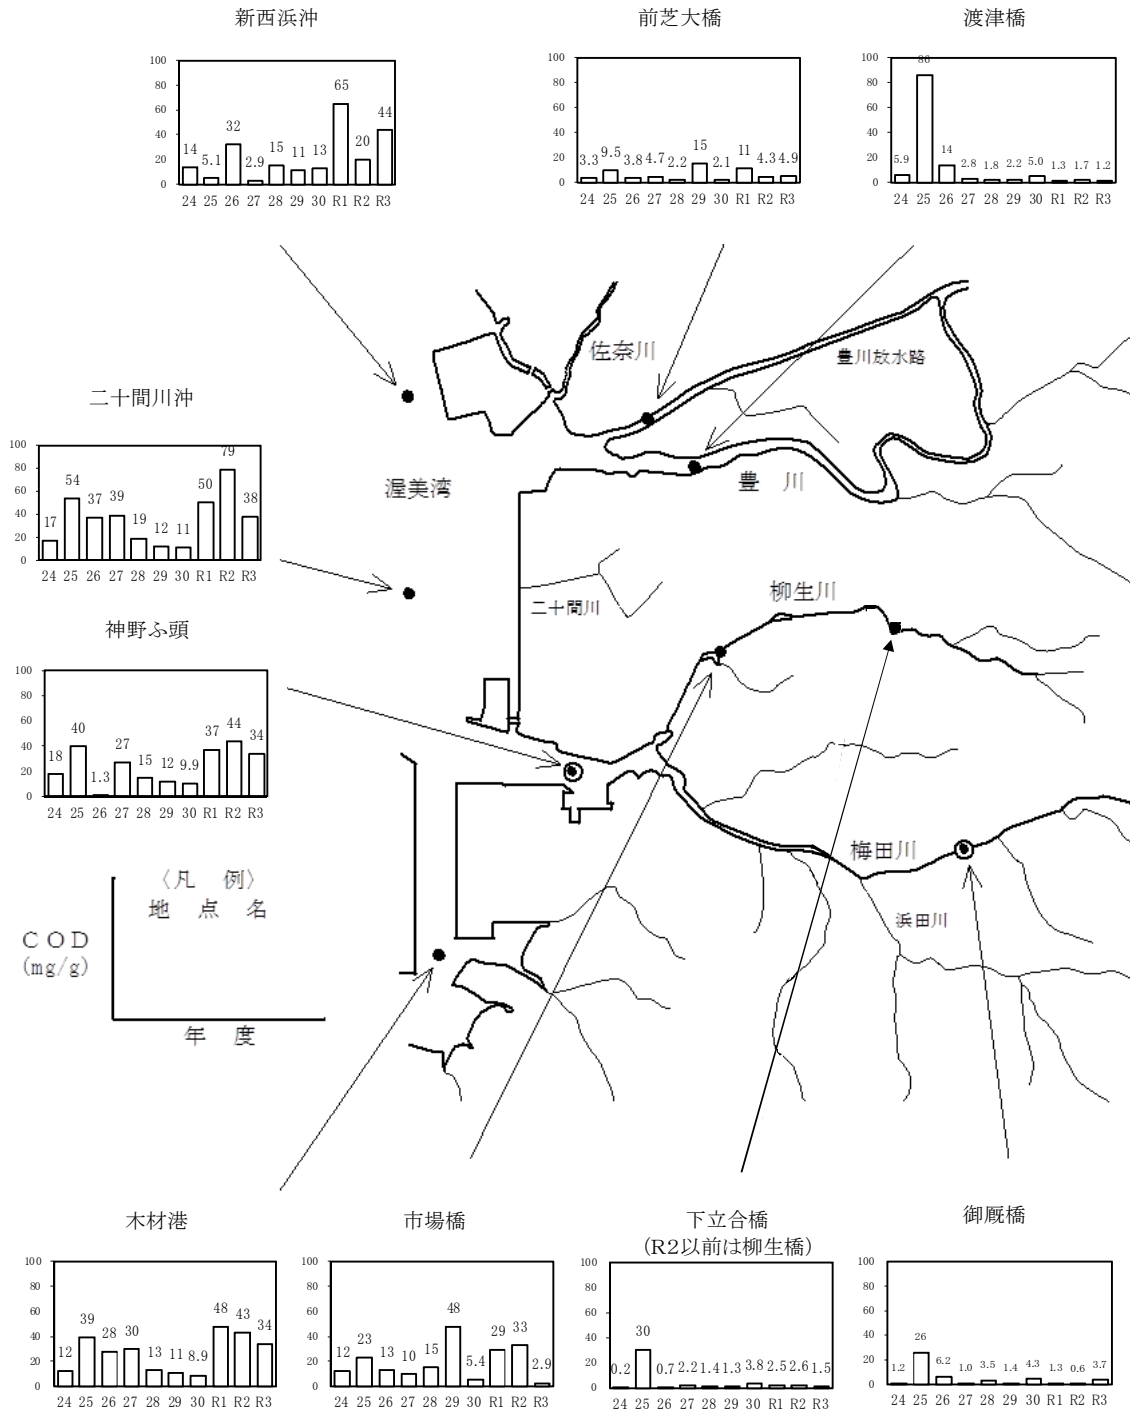 新西浜沖
100
80
60
40
20
0
14 5.1 32 2.9 15 11 13 65 20 44
24 25 26 27 28 29 30 R1 R2 R3
前芝大橋
100
80
60
40
20
0
3.3 9.5 3.8 4.7 2.2 15 2.1 11 4.3 4.9
24 25 26 27 28 29 30 R1 R2 R3
渡津橋
100
80
60
40
20
0
5.9 86 14 2.8 1.8 2.2 5.0 1.3 1.7 1.2
24 25 26 27 28 29 30 R1 R2 R3
佐奈川
豊川放水路
二十間川沖
100
80
60
40
20
0
17 54 37 39 19 12 11 50 79 38
24 25 26 27 28 29 30 R1 R2 R3
渥美湾
豊 川
二十間川
柳生川
神野ふ頭
100
80
60
40
20
0
18 40 1.3 27 15 12 9.9 37 44 34
24 25 26 27 28 29 30 R1 R2 R3
梅田川
浜田川
〈凡 例〉
地 点 名
COD
(mg/g)
年 度
木材港
100
80
60
40
20
0
12 39 28 30 13 11 8.9 48 43 34
24 25 26 27 28 29 30 R1 R2 R3
市場橋
100
80
60
40
20
0
12 23 13 10 15 48 5.4 29 33 2.9
24 25 26 27 28 29 30 R1 R2 R3
下立合橋
(R2以前は柳生橋)
100
80
60
40
20
0
0.2 30 0.7 2.2 1.4 1.3 3.8 2.5 2.6 1.5
24 25 26 27 28 29 30 R1 R2 R3
御厩橋
100
80
60
40
20
0
1.2 26 6.2 1.0 3.5 1.4 4.3 1.3 0.6 3.7
24 25 26 27 28 29 30 R1 R2 R3